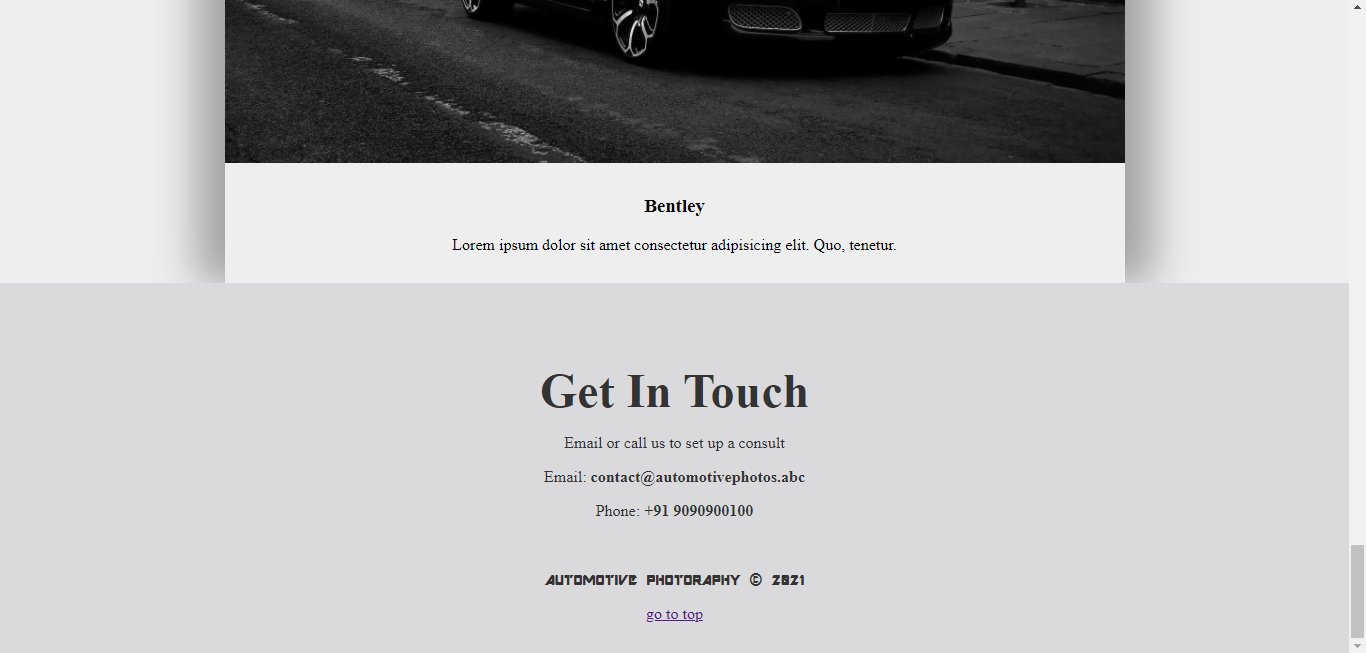 Bentley
Lorem ipsum dolor sit amet consectetur adipisicing elit. Quo, tenetur.
Get In Touch
Email or call us to set up a consult
Email: contact@automotivephotos.abc
Phone: +91 9090900100
AUTOMOTIVE PHOTORAPHY © 2021
go to top